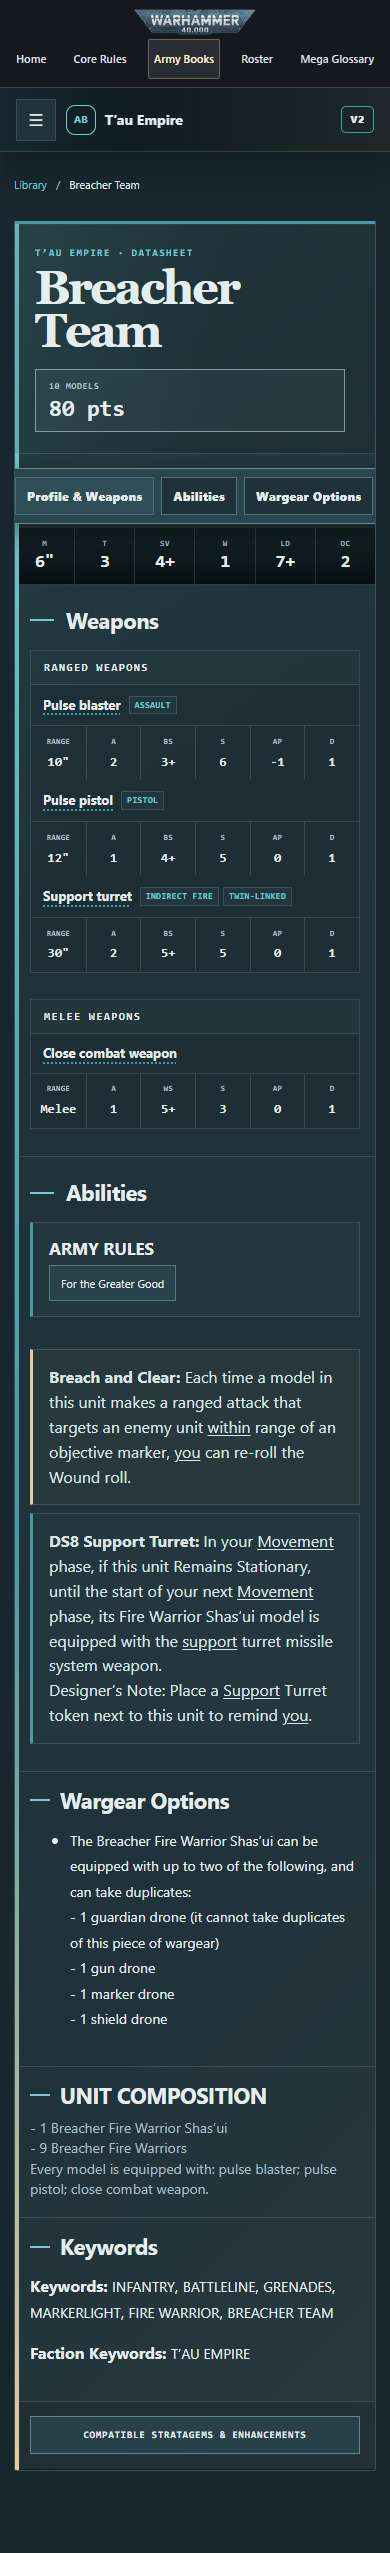 WARHAMMER
40,000
Home Core Rules Army Books Roster Mega Glossary
☰ AB T'au Empire V2
Library / Breacher Team
T'AU EMPIRE · DATASHEET
Breacher
Team
10 MODELS
80 pts
Profile & Weapons Abilities Wargear Options
M T SV W LD OC
6" 3 4+ 1 7+ 2
Weapons
RANGED WEAPONS
Pulse blaster ASSAULT
RANGE A BS S AP D
10" 2 3+ 6 -1 1
Pulse pistol PISTOL
RANGE A BS S AP D
12" 1 4+ 5 0 1
Support turret INDIRECT FIRE TWIN-LINKED
RANGE A BS S AP D
30" 2 5+ 5 0 1
MELEE WEAPONS
Close combat weapon
RANGE A WS S AP D
Melee 1 5+ 3 0 1
Abilities
ARMY RULES
For the Greater Good
Breach and Clear: Each time a model in
this unit makes a ranged attack that
targets an enemy unit within range of an
objective marker, you can re-roll the
Wound roll.
DS8 Support Turret: In your Movement
phase, if this unit Remains Stationary,
until the start of your next Movement
phase, its Fire Warrior Shas'ui model is
equipped with the support turret missile
system weapon.
Designer's Note: Place a Support Turret
token next to this unit to remind you.
Wargear Options
• The Breacher Fire Warrior Shas'ui can be
equipped with up to two of the following, and
can take duplicates:
- 1 guardian drone (it cannot take duplicates
of this piece of wargear)
- 1 gun drone
- 1 marker drone
- 1 shield drone
UNIT COMPOSITION
- 1 Breacher Fire Warrior Shas'ui
- 9 Breacher Fire Warriors
Every model is equipped with: pulse blaster; pulse
pistol; close combat weapon.
Keywords
Keywords: INFANTRY, BATTLELINE, GRENADES,
MARKERLIGHT, FIRE WARRIOR, BREACHER TEAM
Faction Keywords: T'AU EMPIRE
COMPATIBLE STRATAGEMS & ENHANCEMENTS